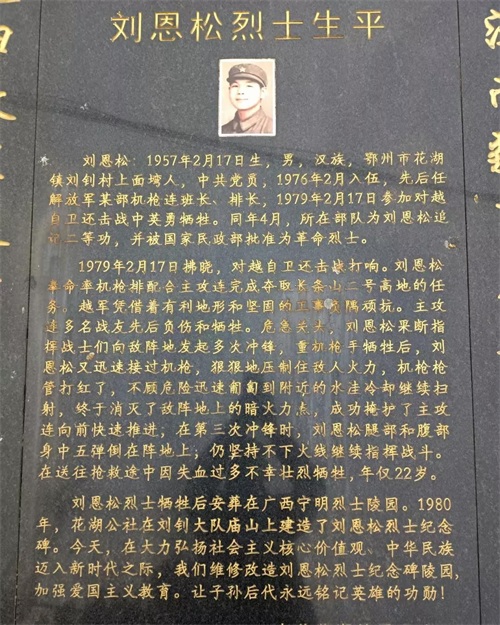 刘恩松烈士生平
刘恩松：1957年2月17日生，男，汉族，鄂州市花湖
镇刘钊村上面塆人，中共党员，1976年2月入伍，先后任
解放军某部机枪连班长、排长，1979年2月17日参加对越
自卫还击战中英勇牺牲。同年4月，所在部队为刘恩松追
记二等功，并被国家民政部批准为革命烈士。
1979年2月17日拂晓，对越自卫还击战打响。刘恩松
奉命率机枪排配合主攻连完成夺取长条山二号高地的任
务。越军凭借着有利地形和坚固的工事负隅顽抗。主攻
连多名战友先后负伤和牺牲。危急关头，刘恩松果断指
挥战士们向敌阵地发起多次冲锋，重机枪手牺牲后，刘
恩松又迅速接过机枪，狠狠地压制住敌人火力，机枪枪
管打红了，不顾危险迅速匍匐到附近的水洼冷却继续扫
射，终于消灭了敌阵地上的暗火力点，成功掩护了主攻
连向前快速推进，在第三次冲锋时，刘恩松腿部和腹部
身中五弹倒在阵地上，仍坚持不下火线继续指挥战斗。
在送往抢救途中因失血过多不幸壮烈牺牲，年仅22岁。
刘恩松烈士牺牲后安葬在广西宁明烈士陵园。1980
年，花湖公社在刘钊大队庙山上建造了刘恩松烈士纪念
碑。今天，在大力弘扬社会主义核心价值观、中华民族
迈入新时代之际，我们维修改造刘恩松烈士纪念碑陵园，
加强爱国主义教育。让子孙后代永远铭记英雄的功勋！